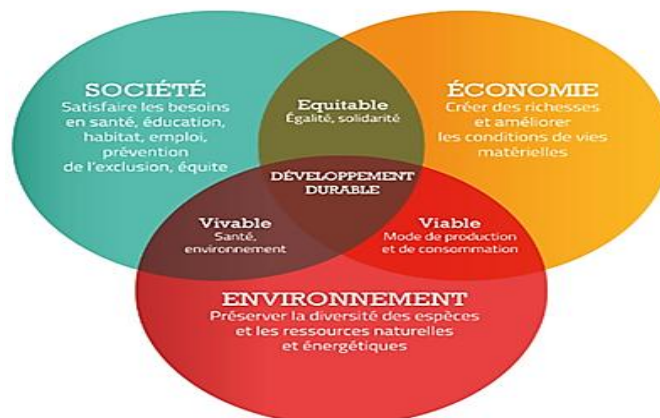 SOCIÉTÉ
Satisfaire les besoins
en santé, éducation,
habitat, emploi,
prévention
de l'exclusion, équite
Equitable
Égalité, solidarité
ÉCONOMIE
Créer des richesses
et améliorer
les conditions de vies
matérielles
DÉVELOPPEMENT
DURABLE
Vivable
Santé,
environnement
Viable
Mode de production
et de consommation
ENVIRONNEMENT
Préserver la diversité des espèces
et les ressources naturelles
et énergétiques